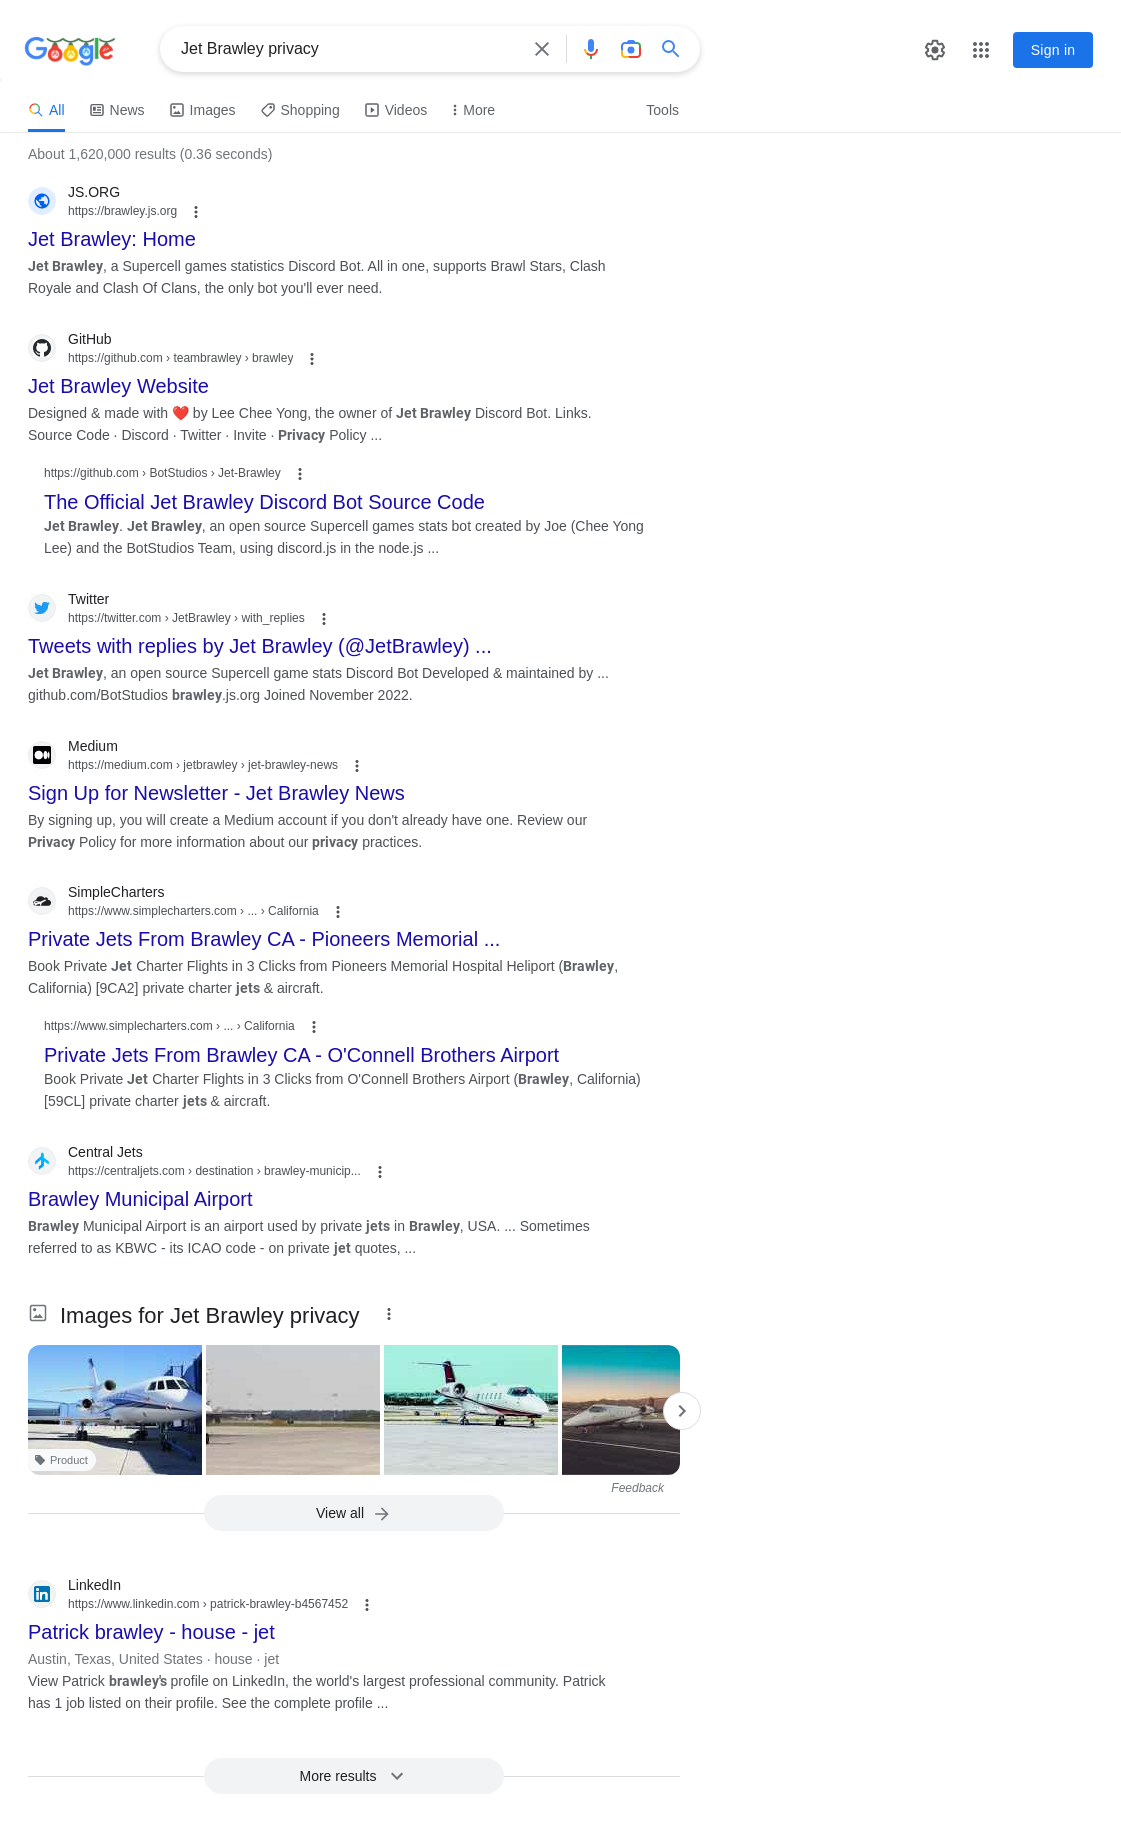 Google
Jet Brawley privacy
Sign in
All
News
Images
Shopping
Videos
More
Tools
About 1,620,000 results (0.36 seconds)
JS.ORG
https://brawley.js.org
Jet Brawley: Home
Jet Brawley, a Supercell games statistics Discord Bot. All in one, supports Brawl Stars, Clash
Royale and Clash Of Clans, the only bot you'll ever need.
GitHub
https://github.com › teambrawley › brawley
Jet Brawley Website
Designed & made with ❤️ by Lee Chee Yong, the owner of Jet Brawley Discord Bot. Links.
Source Code · Discord · Twitter · Invite · Privacy Policy ...
https://github.com › BotStudios › Jet-Brawley
The Official Jet Brawley Discord Bot Source Code
Jet Brawley. Jet Brawley, an open source Supercell games stats bot created by Joe (Chee Yong
Lee) and the BotStudios Team, using discord.js in the node.js ...
Twitter
https://twitter.com › JetBrawley › with_replies
Tweets with replies by Jet Brawley (@JetBrawley) ...
Jet Brawley, an open source Supercell game stats Discord Bot Developed & maintained by ...
github.com/BotStudios brawley.js.org Joined November 2022.
Medium
https://medium.com › jetbrawley › jet-brawley-news
Sign Up for Newsletter - Jet Brawley News
By signing up, you will create a Medium account if you don't already have one. Review our
Privacy Policy for more information about our privacy practices.
SimpleCharters
https://www.simplecharters.com › ... › California
Private Jets From Brawley CA - Pioneers Memorial ...
Book Private Jet Charter Flights in 3 Clicks from Pioneers Memorial Hospital Heliport (Brawley,
California) [9CA2] private charter jets & aircraft.
https://www.simplecharters.com › ... › California
Private Jets From Brawley CA - O'Connell Brothers Airport
Book Private Jet Charter Flights in 3 Clicks from O'Connell Brothers Airport (Brawley, California)
[59CL] private charter jets & aircraft.
Central Jets
https://centraljets.com › destination › brawley-municip...
Brawley Municipal Airport
Brawley Municipal Airport is an airport used by private jets in Brawley, USA. ... Sometimes
referred to as KBWC - its ICAO code - on private jet quotes, ...
Images for Jet Brawley privacy
Product
Feedback
View all
LinkedIn
https://www.linkedin.com › patrick-brawley-b4567452
Patrick brawley - house - jet
Austin, Texas, United States · house · jet
View Patrick brawley's profile on LinkedIn, the world's largest professional community. Patrick
has 1 job listed on their profile. See the complete profile ...
More results